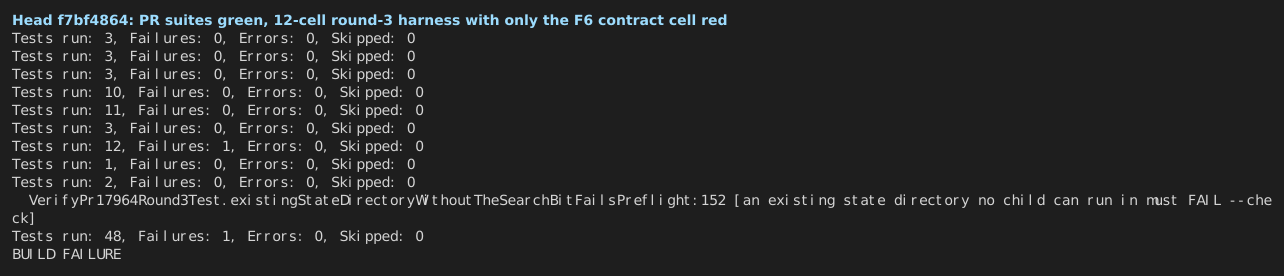 Head f7bf4864: PR suites green, 12-cell round-3 harness with only the F6 contract cell red
Tests run: 3, Failures: 0, Errors: 0, Skipped: 0
Tests run: 3, Failures: 0, Errors: 0, Skipped: 0
Tests run: 3, Failures: 0, Errors: 0, Skipped: 0
Tests run: 10, Failures: 0, Errors: 0, Skipped: 0
Tests run: 11, Failures: 0, Errors: 0, Skipped: 0
Tests run: 3, Failures: 0, Errors: 0, Skipped: 0
Tests run: 12, Failures: 1, Errors: 0, Skipped: 0
Tests run: 1, Failures: 0, Errors: 0, Skipped: 0
Tests run: 2, Failures: 0, Errors: 0, Skipped: 0
VerifyPr17964Round3Test.existingStateDirectoryWithoutTheSearchBitFailsPreflight:152 [an existing state directory no child can run in must FAIL --che
ck]
Tests run: 48, Failures: 1, Errors: 0, Skipped: 0
BUILD FAILURE